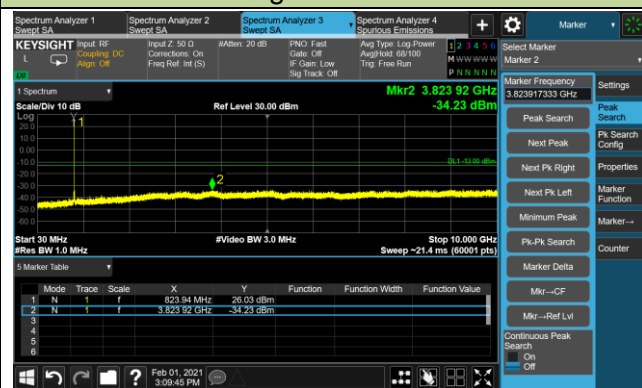 Spectrum Analyzer 1
Swept SA
Spectrum Analyzer 2
Swept SA
Spectrum Analyzer 3
Swept SA
Spectrum Analyzer 4
Spurious Emissions
+
Marker
KEYSIGHT
L
Input: RF
Coupling: DC
Align: Off
Input Z: 50 Ω
Corrections: On
Freq Ref: Int (S)
#Atten: 20 dB
PNO: Fast
Gate: Off
IF Gain: Low
Sig Track: Off
Avg Type: Log-Power
Avg|Hold: 68/100
Trig: Free Run
1 2 3 4 5 6
M W W W W W
P N N N N N
Select Marker
Marker 2
1 Spectrum
Scale/Div 10 dB
Ref Level 30.00 dBm
Mkr2 3.823 92 GHz
-34.23 dBm
Log
20.0
10.0
0.00
-10.0
-20.0
-30.0
-40.0
-50.0
-60.0
1
2
DL1 -13.00 dBm
Start 30 MHz
#Res BW 1.0 MHz
#Video BW 3.0 MHz
Stop 10.000 GHz
Sweep ~21.4 ms (60001 pts)
5 Marker Table
Mode Trace Scale X Y Function Function Width Function Value
1 N 1 f 823.94 MHz 26.03 dBm
2 N 1 f 3.823 92 GHz -34.23 dBm
3
4
5
6
Marker Frequency
3.823917333 GHz
Peak Search
Next Peak
Next Pk Right
Next Pk Left
Minimum Peak
Pk-Pk Search
Marker Delta
Mkr→CF
Mkr→Ref Lvl
Continuous Peak
Search
On
Off
Settings
Peak
Search
Pk Search
Config
Properties
Marker
Function
Marker→
Counter
?
Feb 01, 2021
3:09:45 PM